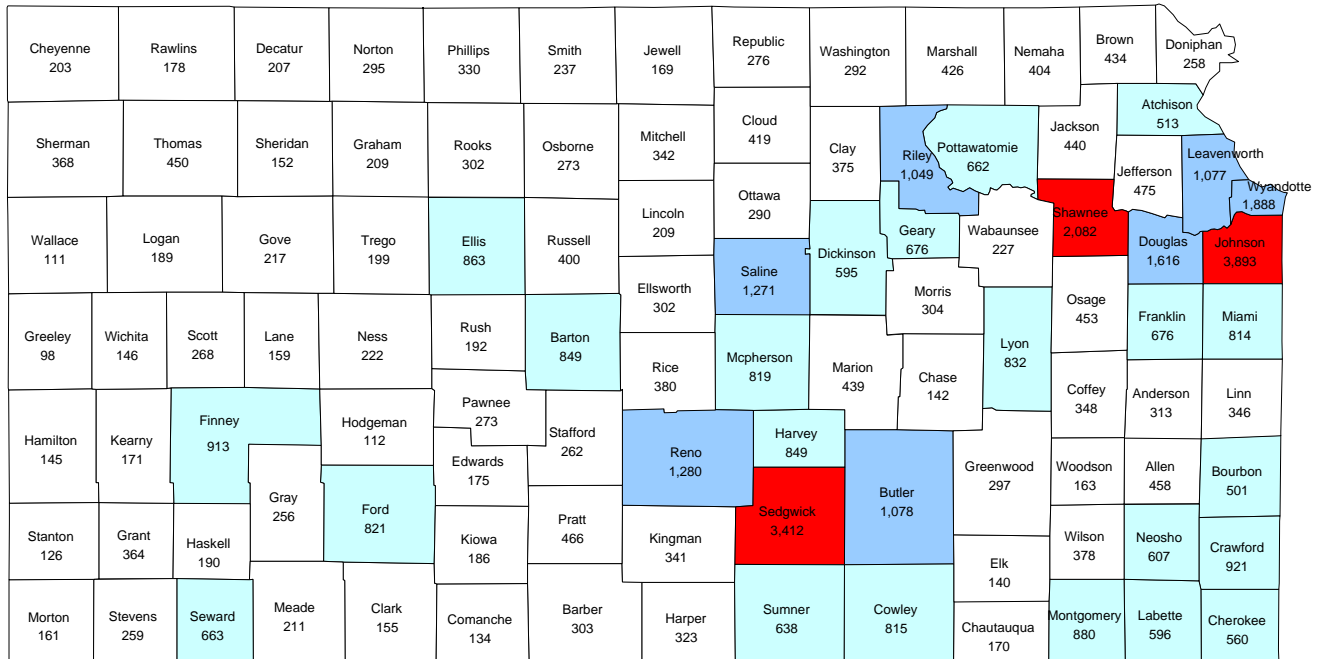 Cheyenne
203
Rawlins
178
Decatur
207
Norton
295
Phillips
330
Smith
237
Jewell
169
Republic
276
Washington
292
Marshall
426
Nemaha
404
Brown
434
Doniphan
258
Sherman
368
Thomas
450
Sheridan
152
Graham
209
Rooks
302
Osborne
273
Mitchell
342
Cloud
419
Clay
375
Riley
1,049
Pottawatomie
662
Jackson
440
Atchison
513
Jefferson
475
Leavenworth
1,077
Wyandotte
1,888
Wallace
111
Logan
189
Gove
217
Trego
199
Ellis
863
Russell
400
Lincoln
209
Ottawa
290
Saline
1,271
Dickinson
595
Geary
676
Wabaunsee
227
Shawnee
2,082
Douglas
1,616
Johnson
3,893
Ellsworth
302
Morris
304
Osage
453
Franklin
676
Miami
814
Greeley
98
Wichita
146
Scott
268
Lane
159
Ness
222
Rush
192
Barton
849
Rice
380
Mcpherson
819
Marion
439
Chase
142
Lyon
832
Coffey
348
Anderson
313
Linn
346
Hamilton
145
Kearny
171
Finney
913
Hodgeman
112
Pawnee
273
Stafford
262
Edwards
175
Reno
1,280
Harvey
849
Butler
1,078
Greenwood
297
Woodson
163
Allen
458
Bourbon
501
Gray
256
Ford
821
Sedgwick
3,412
Stanton
126
Grant
364
Haskell
190
Kiowa
186
Pratt
466
Kingman
341
Wilson
378
Neosho
607
Crawford
921
Elk
140
Morton
161
Stevens
259
Seward
663
Meade
211
Clark
155
Comanche
134
Barber
303
Harper
323
Sumner
638
Cowley
815
Chautauqua
170
Montgomery
880
Labette
596
Cherokee
560